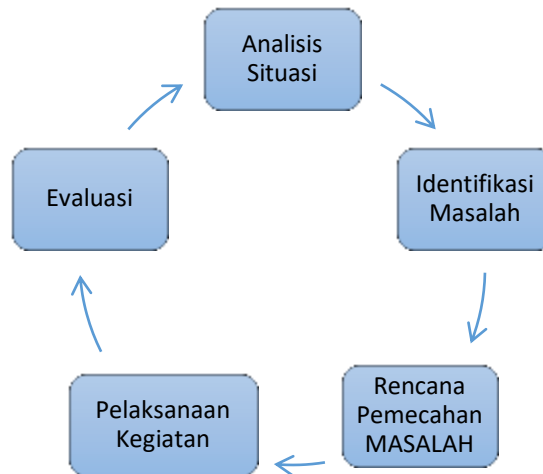 Analisis
Situasi
Identifikasi
Masalah
Rencana
Pemecahan
MASALAH
Pelaksanaan
Kegiatan
Evaluasi